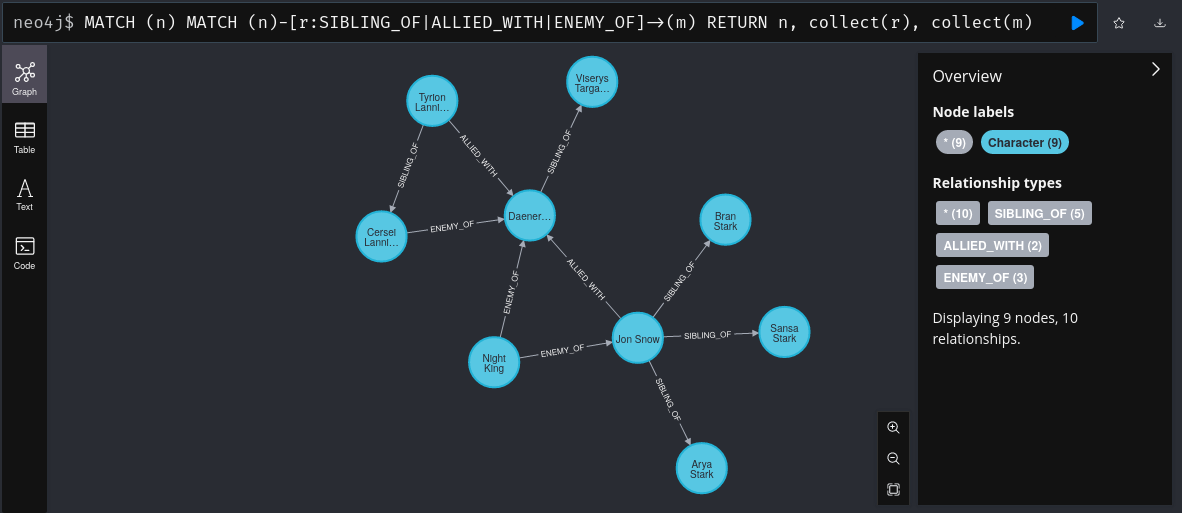 neo4j$ MATCH (n) MATCH (n)-[r:SIBLING_OF|ALLIED_WITH|ENEMY_OF]->(m) RETURN n, collect(r), collect(m)
Graph
Table
Text
Code
Viserys
Targa…
Tyrion
Lanni…
SIBLING_OF
ALLIED_WITH
SIBLING_OF
Daener…
Cersei
Lanni…
ENEMY_OF
Bran
Stark
ENEMY_OF
ALLIED_WITH
SIBLING_OF
Jon Snow
SIBLING_OF
Sansa
Stark
Night
King
ENEMY_OF
SIBLING_OF
Arya
Stark
Overview
Node labels
* (9)
Character (9)
Relationship types
* (10)
SIBLING_OF (5)
ALLIED_WITH (2)
ENEMY_OF (3)
Displaying 9 nodes, 10
relationships.